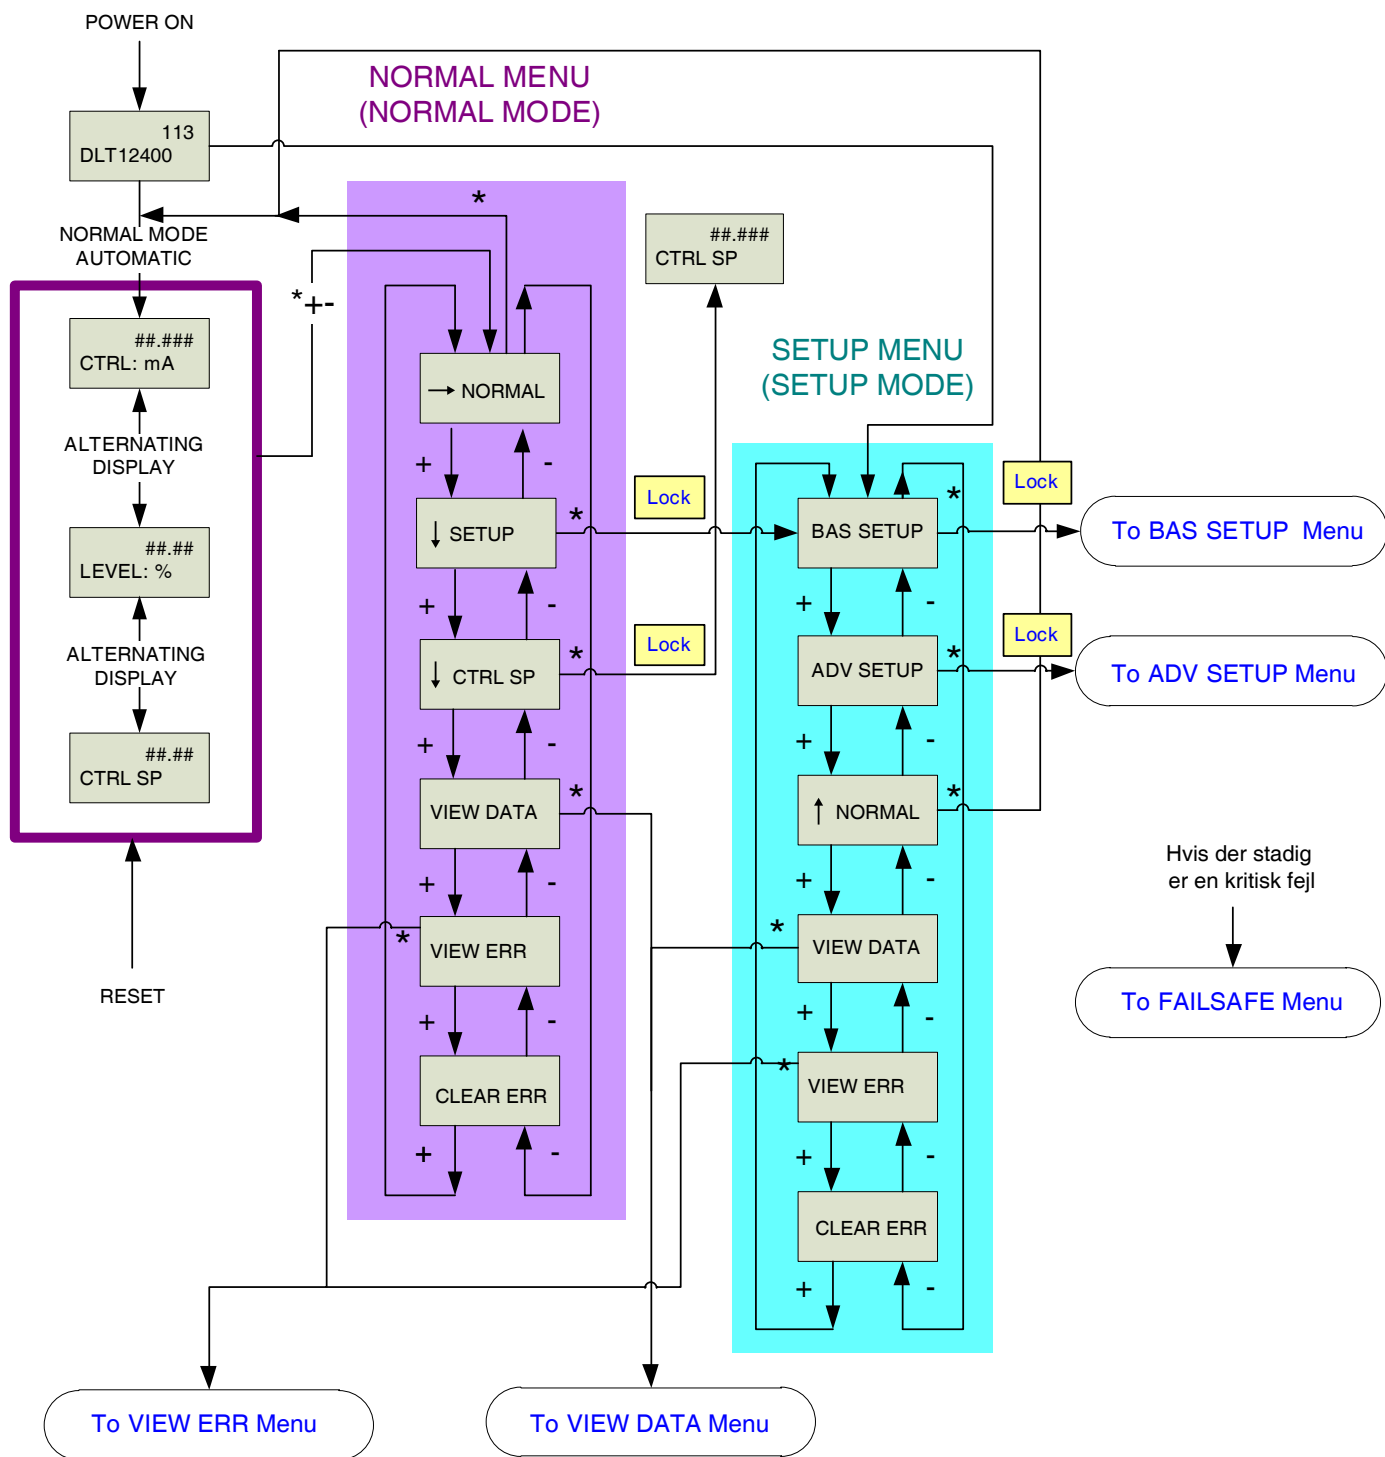 POWER ON
113
DLT12400
NORMAL MODE
AUTOMATIC
##.###
CTRL: mA
ALTERNATING
DISPLAY
##.##
LEVEL: %
ALTERNATING
DISPLAY
##.##
CTRL SP
RESET
*+-
NORMAL MENU
(NORMAL MODE)
*
→ NORMAL
+ -
↓ SETUP
*
Lock
+ -
↓ CTRL SP
*
Lock
##.###
CTRL SP
+ -
VIEW DATA
*
+ -
VIEW ERR
*
+ -
CLEAR ERR
+ -
SETUP MENU
(SETUP MODE)
BAS SETUP
*
Lock
To BAS SETUP Menu
+ -
ADV SETUP
*
Lock
To ADV SETUP Menu
+ -
↑ NORMAL
*
+ -
VIEW DATA
*
+ -
VIEW ERR
*
+ -
CLEAR ERR
+ -
Hvis der stadig
er en kritisk fejl
To FAILSAFE Menu
To VIEW ERR Menu
To VIEW DATA Menu